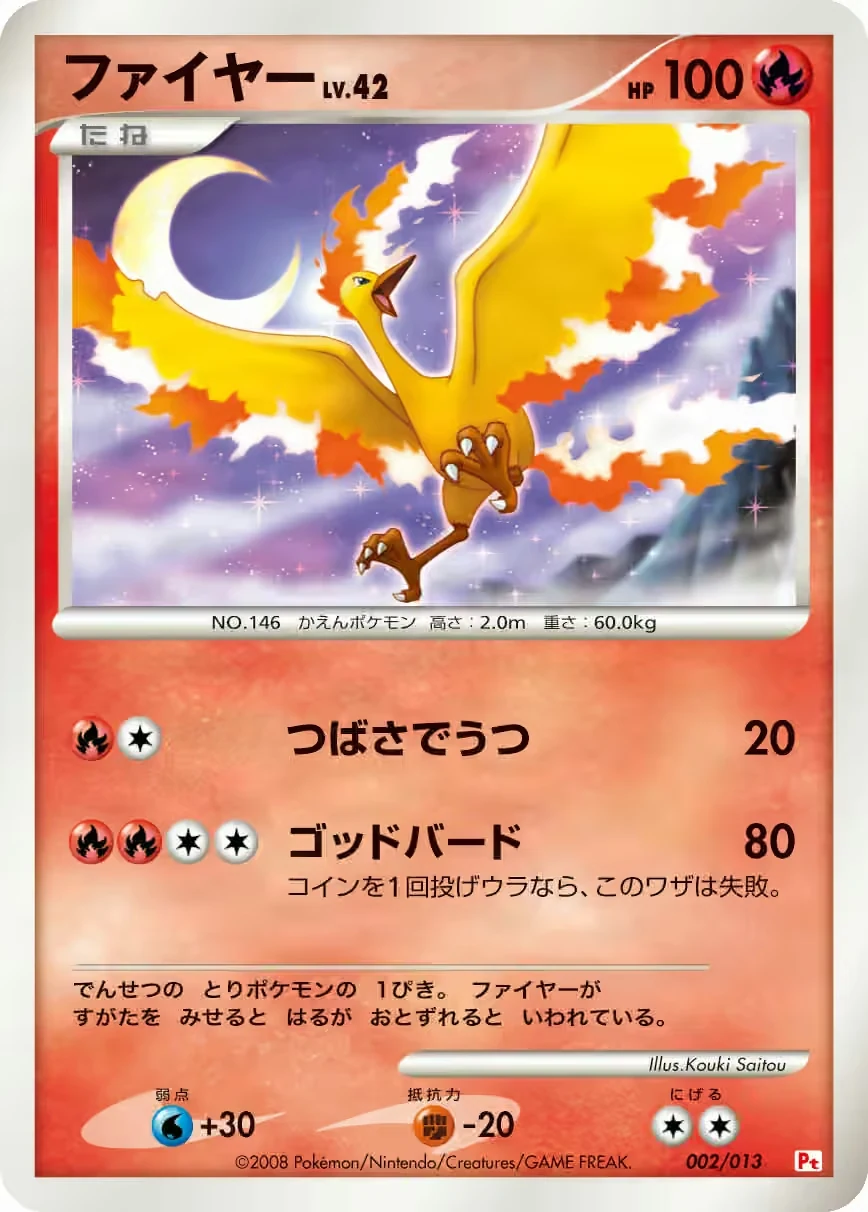 ファイヤー LV.42 HP 100
たね
NO.146 かえんポケモン 高さ：2.0m 重さ：60.0kg
つばさでうつ 20
ゴッドバード 80
コインを1回投げウラなら、このワザは失敗。
でんせつの とりポケモンの 1ぴき。 ファイヤーが
すがたを みせると はるが おとずれると いわれている。
Illus.Kouki Saitou
弱点 抵抗力 にげる
+30 -20
©2008 Pokémon/Nintendo/Creatures/GAME FREAK. 002/013 Pt